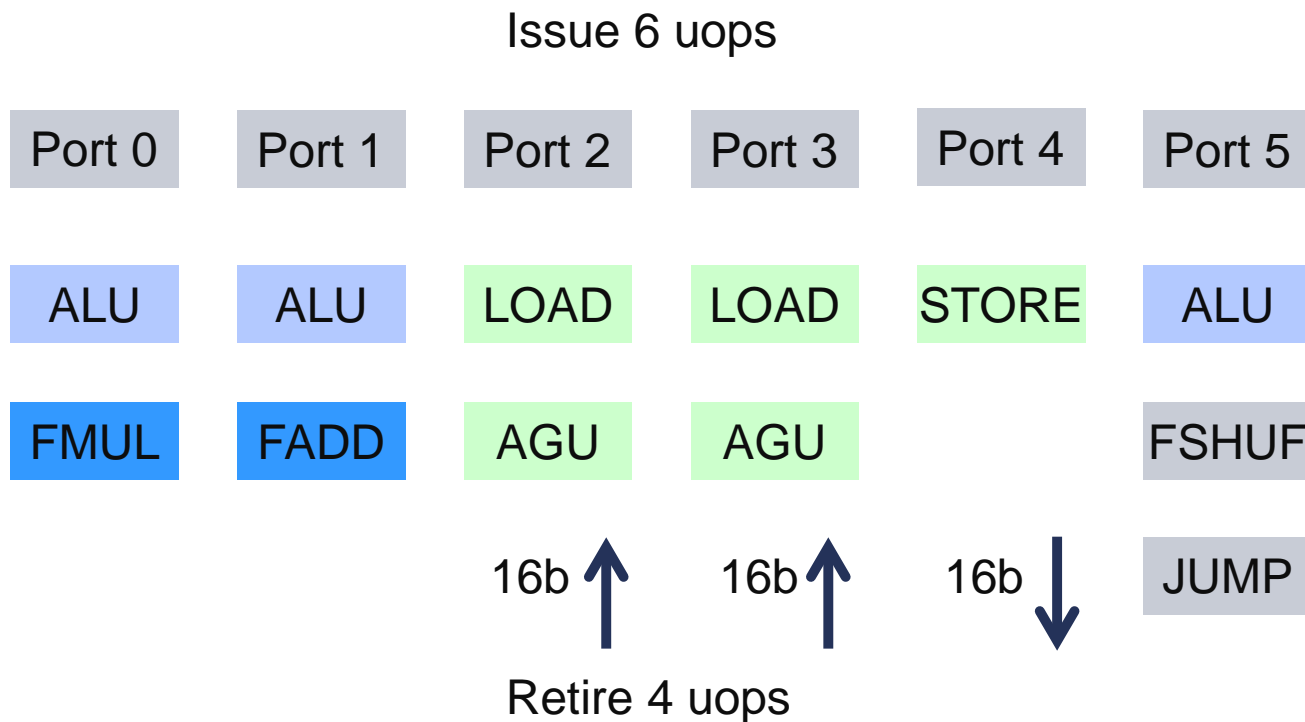 Issue 6 uops
Port 0 Port 1 Port 2 Port 3 Port 4 Port 5
ALU ALU LOAD LOAD STORE ALU
FMUL FADD AGU AGU FSHUF
16b 16b 16b JUMP
Retire 4 uops